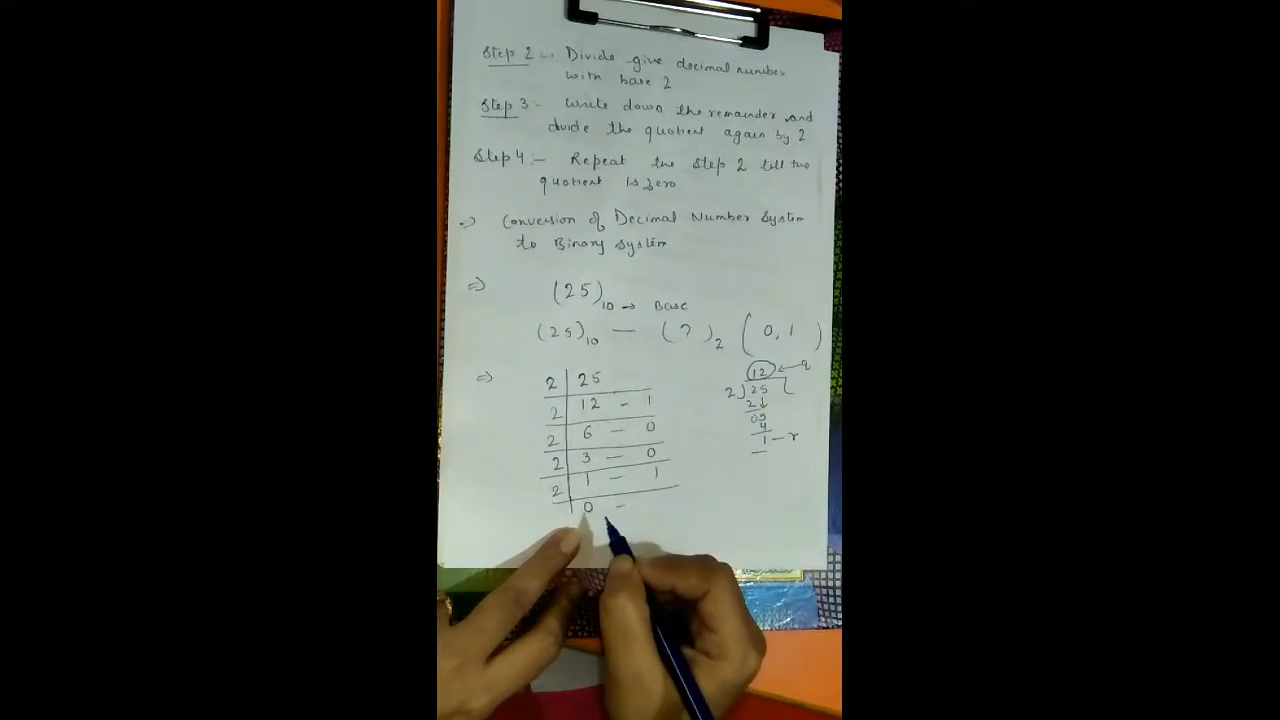 Step 2 :- Divide give decimal number
with base 2
Step 3 - Write down the remainder and
divide the quotient again by 2
Step 4 :- Repeat the step 2 till the
quotient is zero
=> Conversion of Decimal Number System
to Binary system
=> (25)10 → Base
(25)10 — (?)2 (0,1)
=> 2 | 25
2 | 12 - 1
2 | 6 - 0
2 | 3 - 0
2 | 1 - 1
0 -
12 ← q
2 ) 25 (
2↓
05
4
1 - r